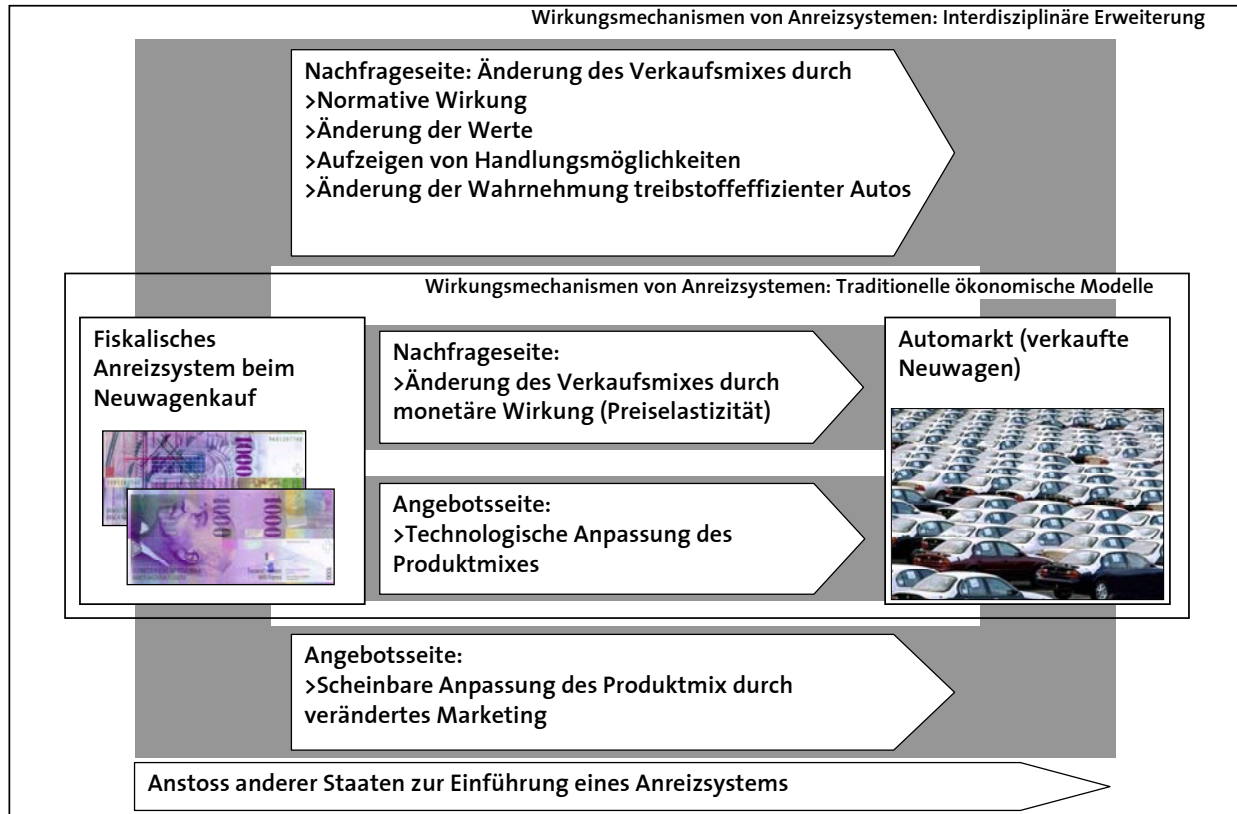 Wirkungsmechanismen von Anreizsystemen: Interdisziplinäre Erweiterung
Nachfrageseite: Änderung des Verkaufsmixes durch
>Normative Wirkung
>Änderung der Werte
>Aufzeigen von Handlungsmöglichkeiten
>Änderung der Wahrnehmung treibstoffeffizienter Autos
Wirkungsmechanismen von Anreizsystemen: Traditionelle ökonomische Modelle
Fiskalisches
Anreizsystem beim
Neuwagenkauf
1000
1000
1000
Nachfrageseite:
>Änderung des Verkaufsmixes durch
monetäre Wirkung (Preiselastizität)
Angebotsseite:
>Technologische Anpassung des
Produktmixes
Automarkt (verkaufte
Neuwagen)
Angebotsseite:
>Scheinbare Anpassung des Produktmix durch
verändertes Marketing
Anstoss anderer Staaten zur Einführung eines Anreizsystems